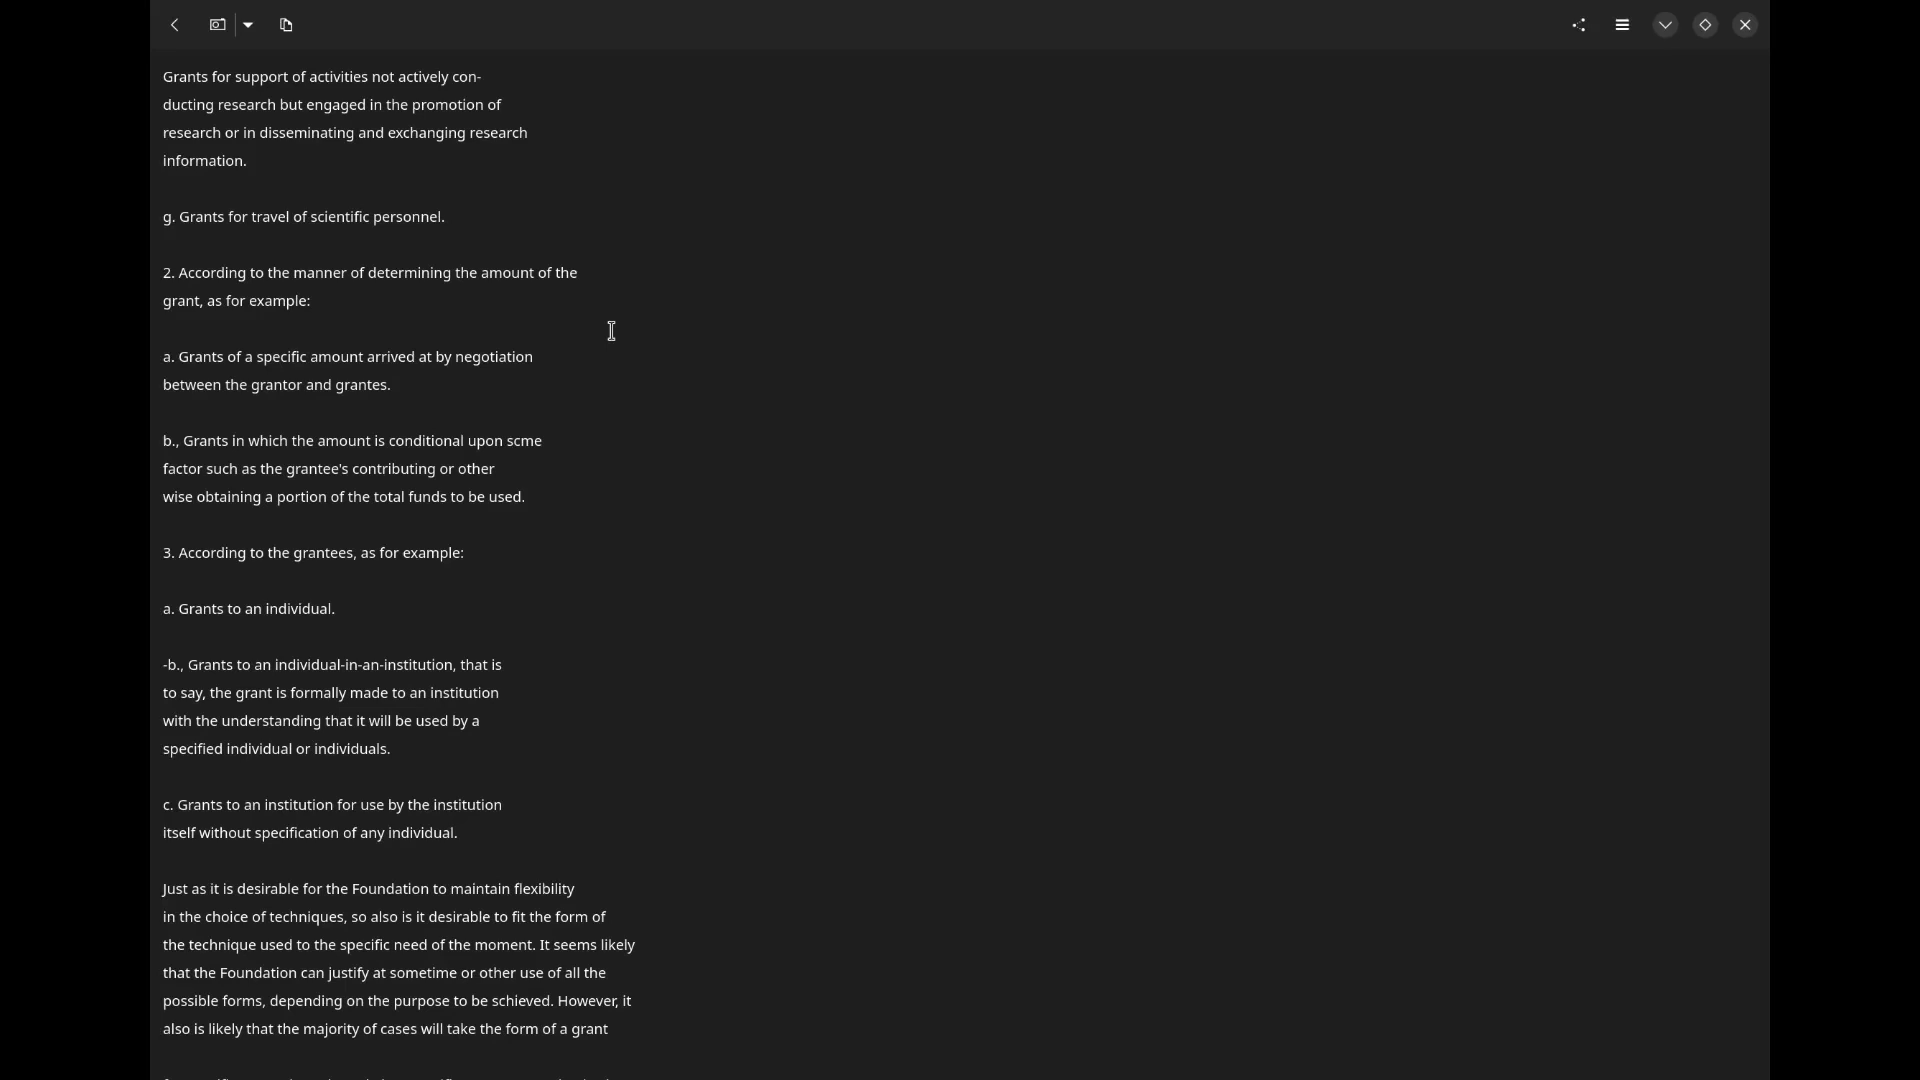 Grants for support of activities not actively con-
ducting research but engaged in the promotion of
research or in disseminating and exchanging research
information.
g. Grants for travel of scientific personnel.
2. According to the manner of determining the amount of the
grant, as for example:
a. Grants of a specific amount arrived at by negotiation
between the grantor and grantes.
b., Grants in which the amount is conditional upon scme
factor such as the grantee's contributing or other
wise obtaining a portion of the total funds to be used.
3. According to the grantees, as for example:
a. Grants to an individual.
-b., Grants to an individual-in-an-institution, that is
to say, the grant is formally made to an institution
with the understanding that it will be used by a
specified individual or individuals.
c. Grants to an institution for use by the institution
itself without specification of any individual.
Just as it is desirable for the Foundation to maintain flexibility
in the choice of techniques, so also is it desirable to fit the form of
the technique used to the specific need of the moment. It seems likely
that the Foundation can justify at sometime or other use of all the
possible forms, depending on the purpose to be achieved. However, it
also is likely that the majority of cases will take the form of a grant